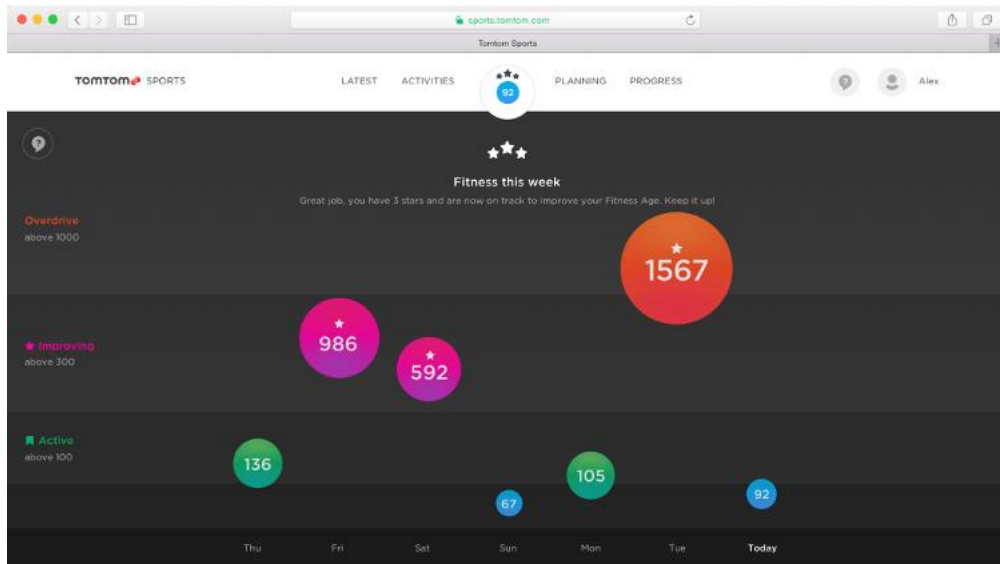 sports.tomtom.com
Tomtom Sports
TOMTOM SPORTS
LATEST ACTIVITIES 92 PLANNING PROGRESS
Alex
Fitness this week
Great job, you have 3 stars and are now on track to improve your Fitness Age. Keep it up!
Overdrive
above 1000
1567
986
Improving
above 300
592
Active
above 100
136
105
67
92
Thu Fri Sat Sun Mon Tue Today